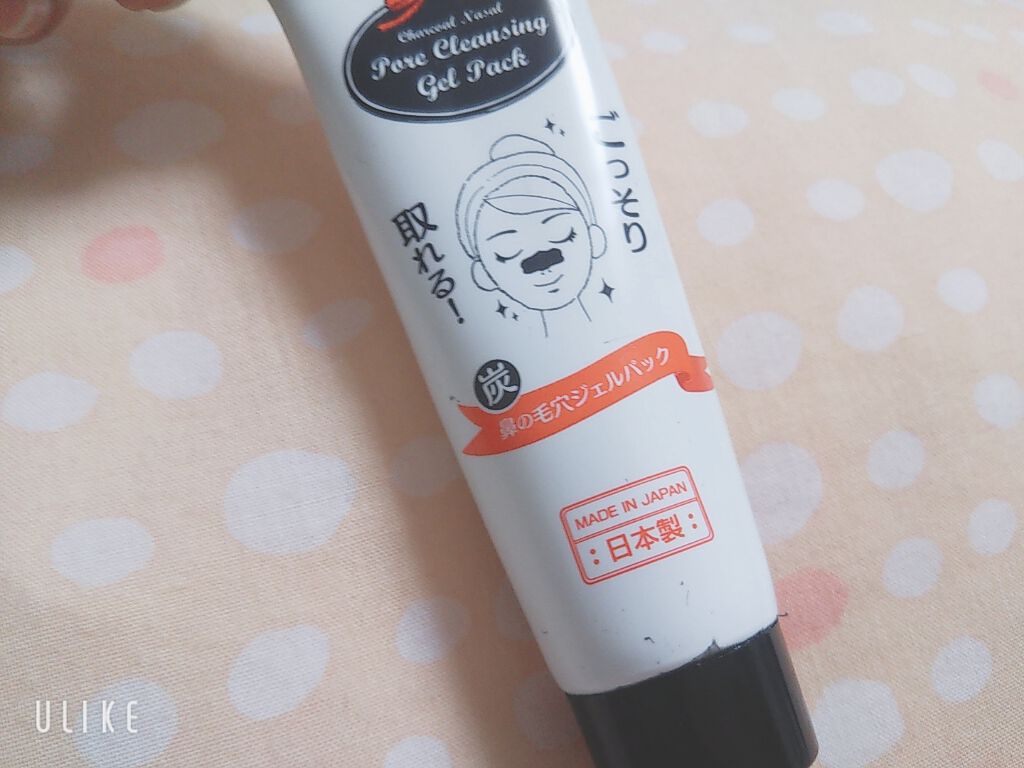 Charcoal Nasal
Pore Cleansing
Gel Pack
ごっそり
取れる!
炭
鼻の毛穴ジェルパック
MADE IN JAPAN
:日本製:
ULIKE